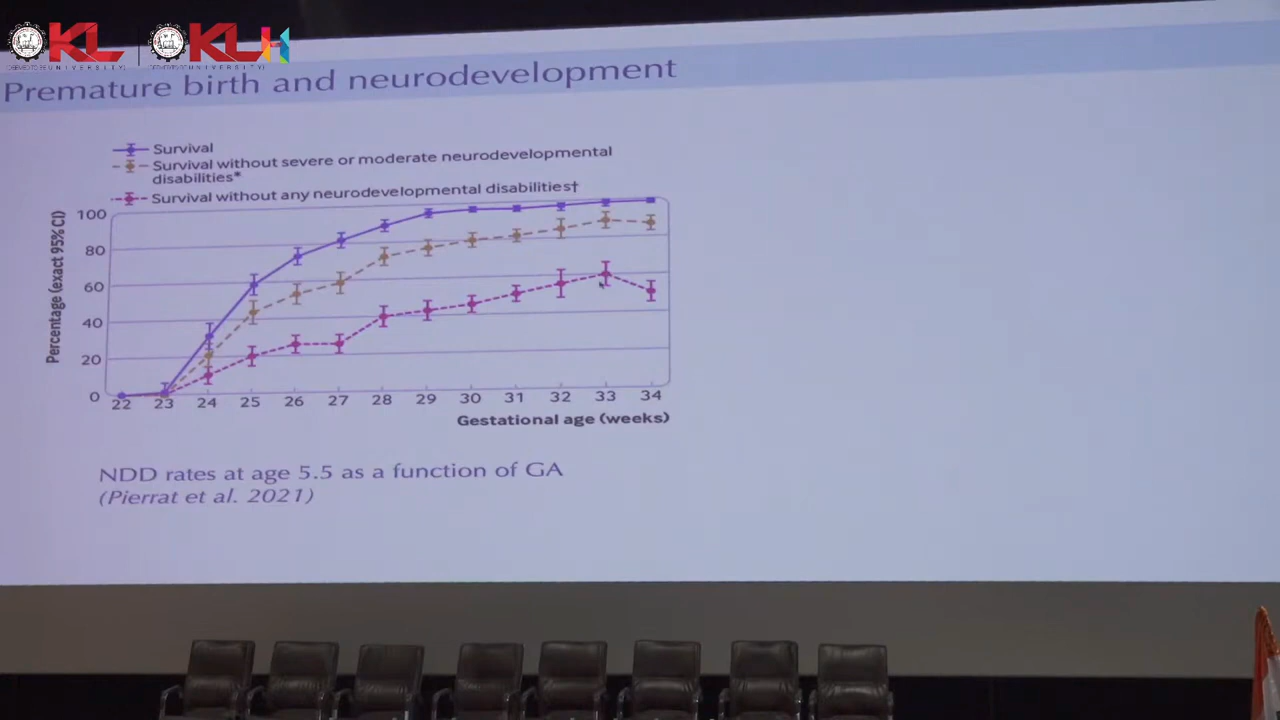 KL
KLH
UNIVERSITY
UNIVERSITY
Premature birth and neurodevelopment
Survival
Survival without severe or moderate neurodevelopmental
disabilities*
Survival without any neurodevelopmental disabilities†
Percentage (exact 95% CI)
100
80
60
40
20
0
22 23 24 25 26 27 28 29 30 31 32 33 34
Gestational age (weeks)
NDD rates at age 5.5 as a function of GA
(Pierrat et al. 2021)